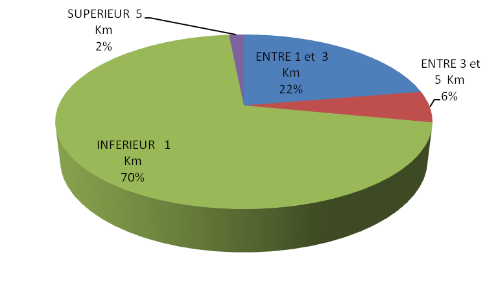 SUPERIEUR 5
Km
2%
ENTRE 1 et 3
Km
22%
ENTRE 3 et
5 Km
6%
INFERIEUR 1
Km
70%